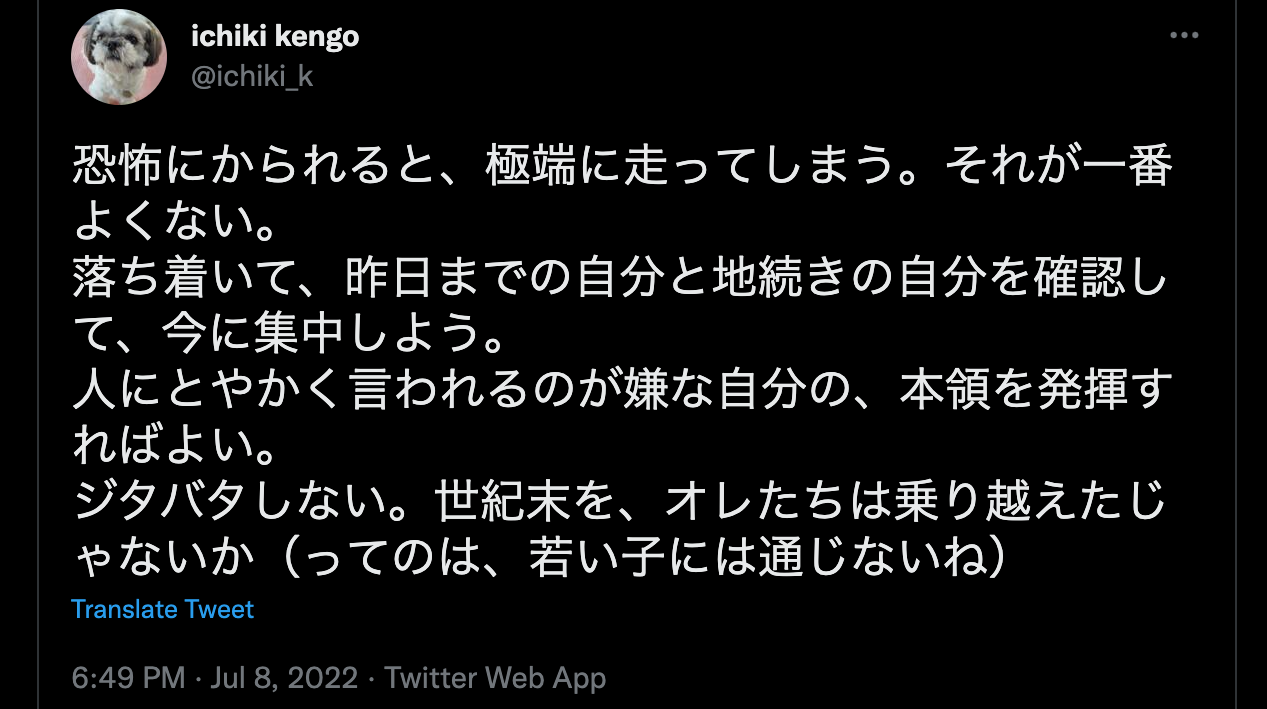 ichiki kengo
@ichiki_k
恐怖にかられると、極端に走ってしまう。それが一番
よくない。
落ち着いて、昨日までの自分と地続きの自分を確認し
て、今に集中しよう。
人にとやかく言われるのが嫌な自分の、本領を発揮す
ればよい。
ジタバタしない。世紀末を、オレたちは乗り越えたじ
ゃないか（ってのは、若い子には通じないね）
Translate Tweet
6:49 PM · Jul 8, 2022 · Twitter Web App